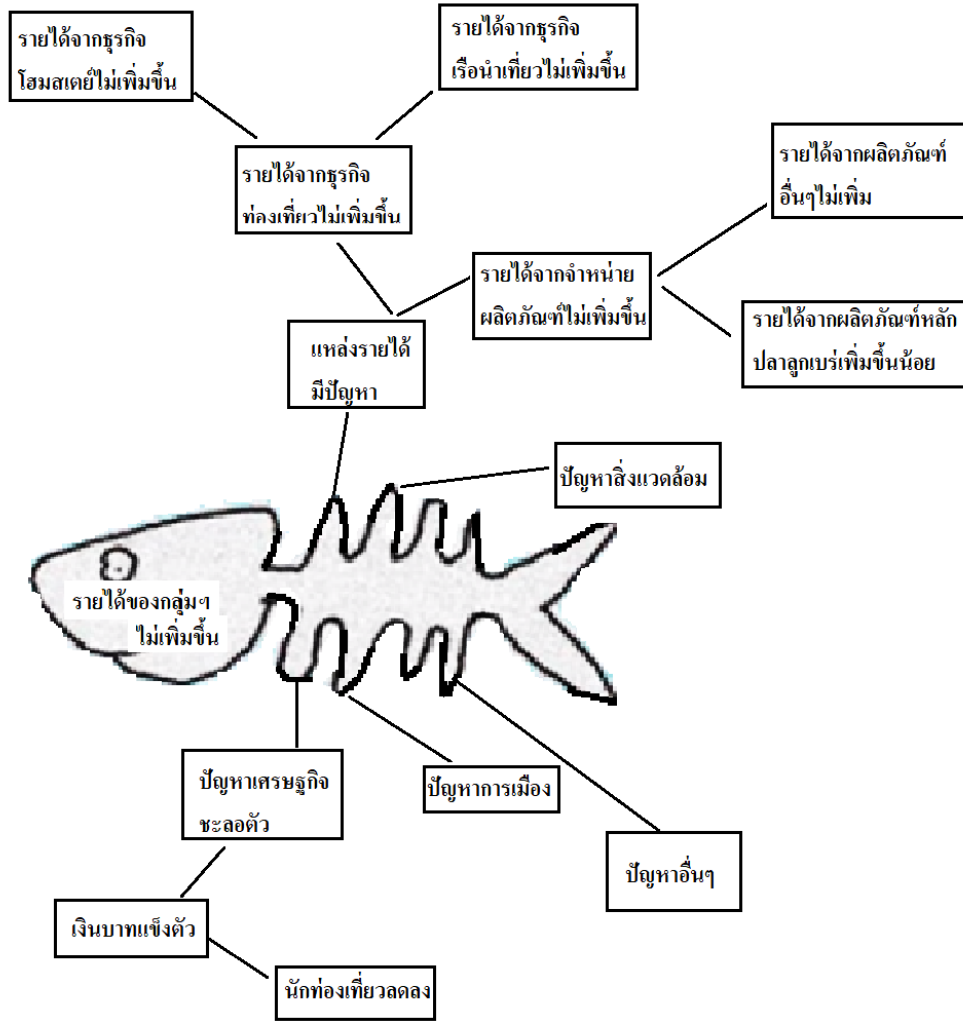 รายได้จากธุรกิจ
โฮมสเตย์ไม่เพิ่มขึ้น
รายได้จากธุรกิจ
เรือนำเที่ยวไม่เพิ่มขึ้น
รายได้จากธุรกิจ
ท่องเที่ยวไม่เพิ่มขึ้น
รายได้จากผลิตภัณฑ์
อื่นๆไม่เพิ่ม
รายได้จากจำหน่าย
ผลิตภัณฑ์ไม่เพิ่มขึ้น
รายได้จากผลิตภัณฑ์หลัก
ปลาลูกเบร่เพิ่มขึ้นน้อย
แหล่งรายได้
มีปัญหา
ปัญหาสิ่งแวดล้อม
รายได้ของกลุ่มฯ
ไม่เพิ่มขึ้น
ปัญหาเศรษฐกิจ
ชะลอตัว
ปัญหาการเมือง
ปัญหาอื่นๆ
เงินบาทแข็งตัว
นักท่องเที่ยวลดลง